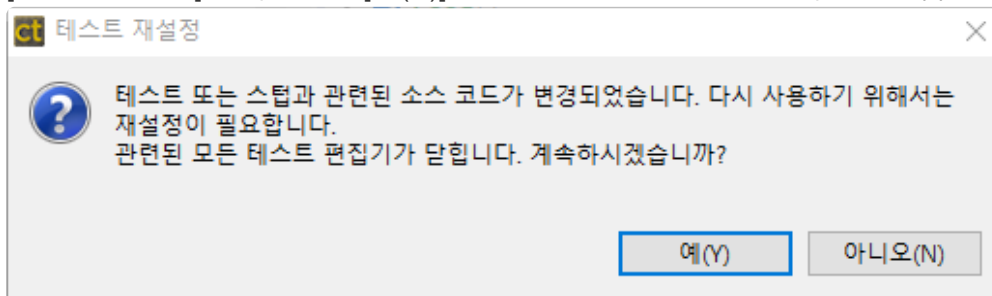 ct 테스트 재설정
테스트 또는 스텁과 관련된 소스 코드가 변경되었습니다. 다시 사용하기 위해서는
재설정이 필요합니다.
관련된 모든 테스트 편집기가 닫힙니다. 계속하시겠습니까?
예(Y) 아니오(N)